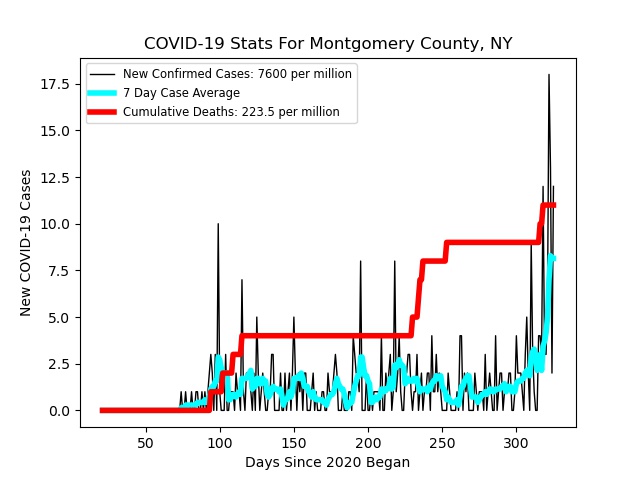 COVID-19 Stats For Montgomery County, NY
New Confirmed Cases: 7600 per million
7 Day Case Average
Cumulative Deaths: 223.5 per million
New COVID-19 Cases
17.5
15.0
12.5
10.0
7.5
5.0
2.5
0.0
50 100 150 200 250 300
Days Since 2020 Began